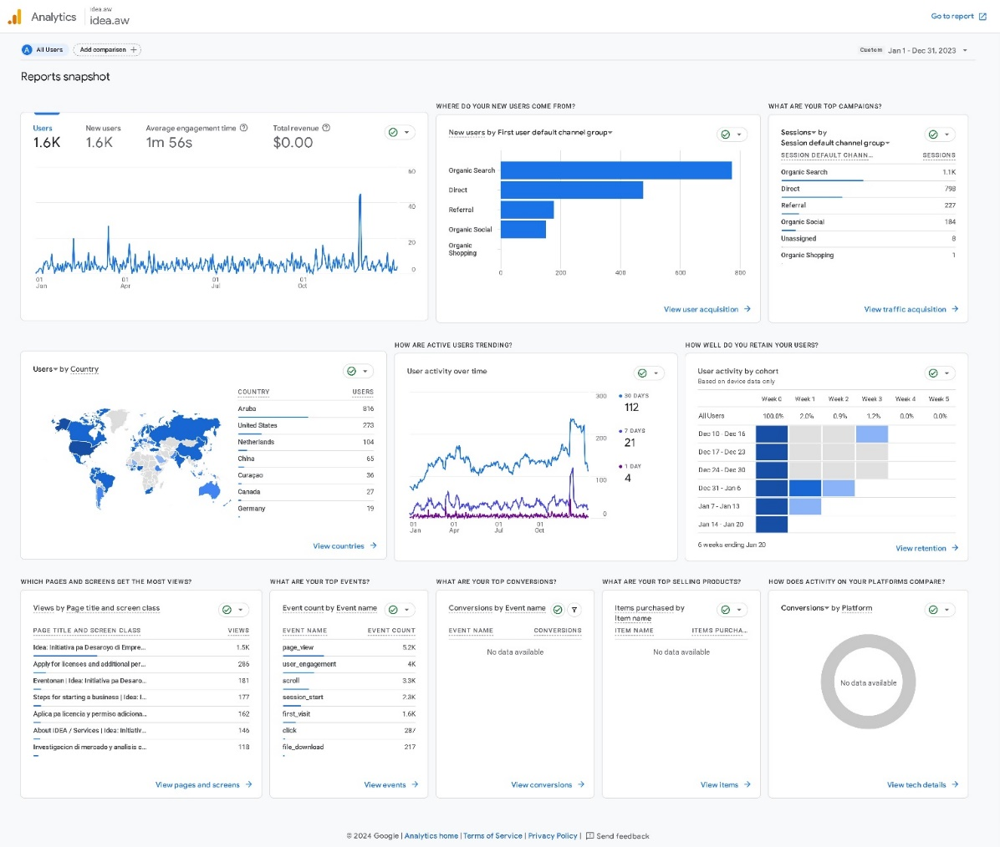 Analytics
idea.aw
idea.aw
Go to report
A All Users
Add comparison +
Custom Jan 1 - Dec 31, 2023
Reports snapshot
Users
1.6K
New users
1.6K
Average engagement time
1m 56s
Total revenue
$0.00
60
40
20
0
01 Jan
01 Apr
01 Jul
01 Oct
WHERE DO YOUR NEW USERS COME FROM?
New users by First user default channel group
Organic Search
Direct
Referral
Organic Social
Organic
Shopping
0 200 400 600 800
View user acquisition
WHAT ARE YOUR TOP CAMPAIGNS?
Sessions by
Session default channel group
SESSION DEFAULT CHANN... SESSIONS
Organic Search 1.1K
Direct 798
Referral 227
Organic Social 184
Unassigned 8
Organic Shopping 1
View traffic acquisition
Users by Country
COUNTRY USERS
Aruba 816
United States 273
Netherlands 104
China 65
Curaçao 36
Canada 27
Germany 19
View countries
HOW ARE ACTIVE USERS TRENDING?
User activity over time
300
200
100
0
01 Jan
01 Apr
01 Jul
01 Oct
30 DAYS
112
7 DAYS
21
1 DAY
4
HOW WELL DO YOU RETAIN YOUR USERS?
User activity by cohort
Based on device data only
Week 0 Week 1 Week 2 Week 3 Week 4 Week 5
All Users 100.0% 2.0% 0.9% 1.2% 0.0% 0.0%
Dec 10 - Dec 16
Dec 17 - Dec 23
Dec 24 - Dec 30
Dec 31 - Jan 6
Jan 7 - Jan 13
Jan 14 - Jan 20
6 weeks ending Jan 20
View retention
WHICH PAGES AND SCREENS GET THE MOST VIEWS?
Views by Page title and screen class
PAGE TITLE AND SCREEN CLASS VIEWS
Idea: Initiativa pa Desaroyo di Empre... 1.5K
Apply for licenses and additional per... 286
Eventonan | Idea: Initiativa pa Desaro... 181
Steps for starting a business | Idea: I... 177
Aplica pa licencia y permiso adiciona... 162
About IDEA / Services | Idea: Initiativ... 146
Investigacion di mercado y analisis c... 118
View pages and screens
WHAT ARE YOUR TOP EVENTS?
Event count by Event name
EVENT NAME EVENT COUNT
page_view 5.2K
user_engagement 4K
scroll 3.3K
session_start 2.3K
first_visit 1.6K
click 287
file_download 217
View events
WHAT ARE YOUR TOP CONVERSIONS?
Conversions by Event name
EVENT NAME CONVERSIONS
No data available
View conversions
WHAT ARE YOUR TOP SELLING PRODUCTS?
Items purchased by
Item name
ITEM NAME ITEMS PURCHA...
No data available
View items
HOW DOES ACTIVITY ON YOUR PLATFORMS COMPARE?
Conversions by Platform
No data available
View tech details
© 2024 Google | Analytics home | Terms of Service | Privacy Policy | Send feedback